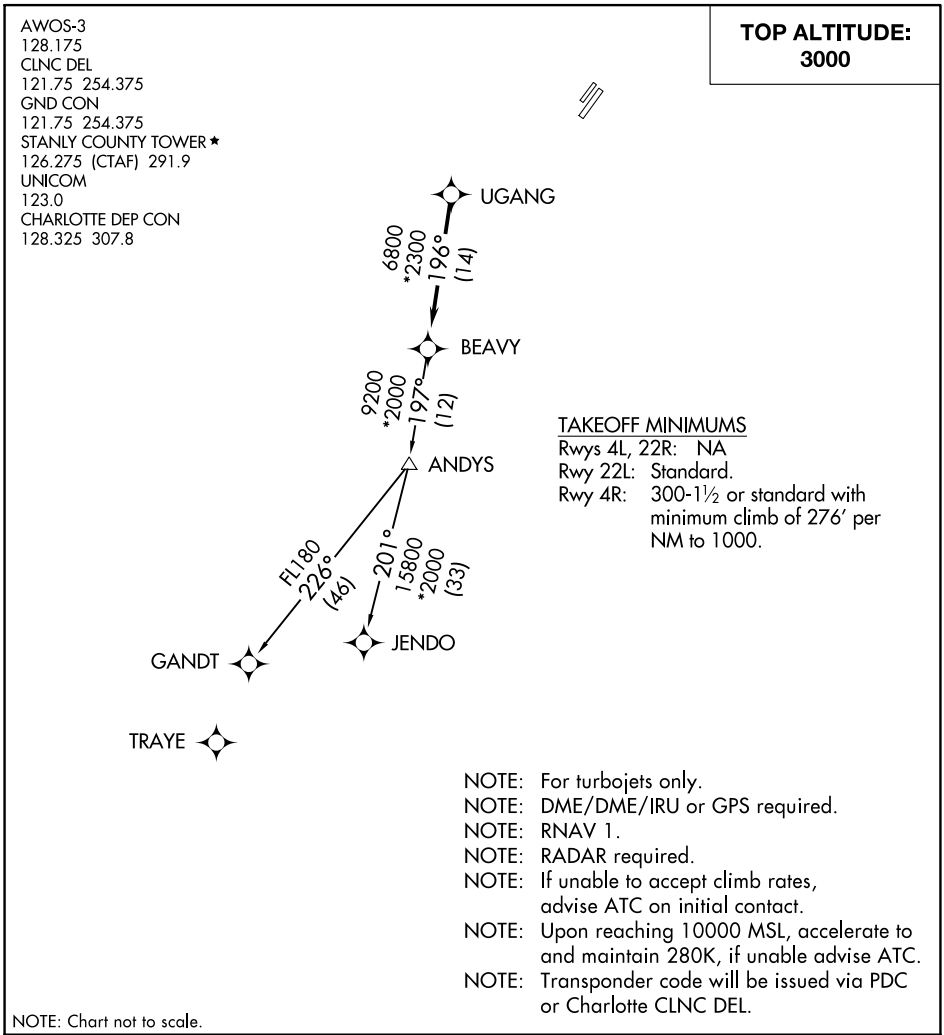 AWOS-3
128.175
CLNC DEL
121.75 254.375
GND CON
121.75 254.375
STANLY COUNTY TOWER ★
126.275 (CTAF) 291.9
UNICOM
123.0
CHARLOTTE DEP CON
128.325 307.8
TOP ALTITUDE:
3000
UGANG
6800
*2300
196°
(14)
BEAVY
9200
*2000
197°
(12)
ANDYS
TAKEOFF MINIMUMS
Rwys 4L, 22R: NA
Rwy 22L: Standard.
Rwy 4R: 300-1½ or standard with
minimum climb of 276' per
NM to 1000.
FL180
226°
(46)
201°
15800
*2000
(33)
GANDT
JENDO
TRAYE
NOTE: For turbojets only.
NOTE: DME/DME/IRU or GPS required.
NOTE: RNAV 1.
NOTE: RADAR required.
NOTE: If unable to accept climb rates,
advise ATC on initial contact.
NOTE: Upon reaching 10000 MSL, accelerate to
and maintain 280K, if unable advise ATC.
NOTE: Transponder code will be issued via PDC
or Charlotte CLNC DEL.
NOTE: Chart not to scale.